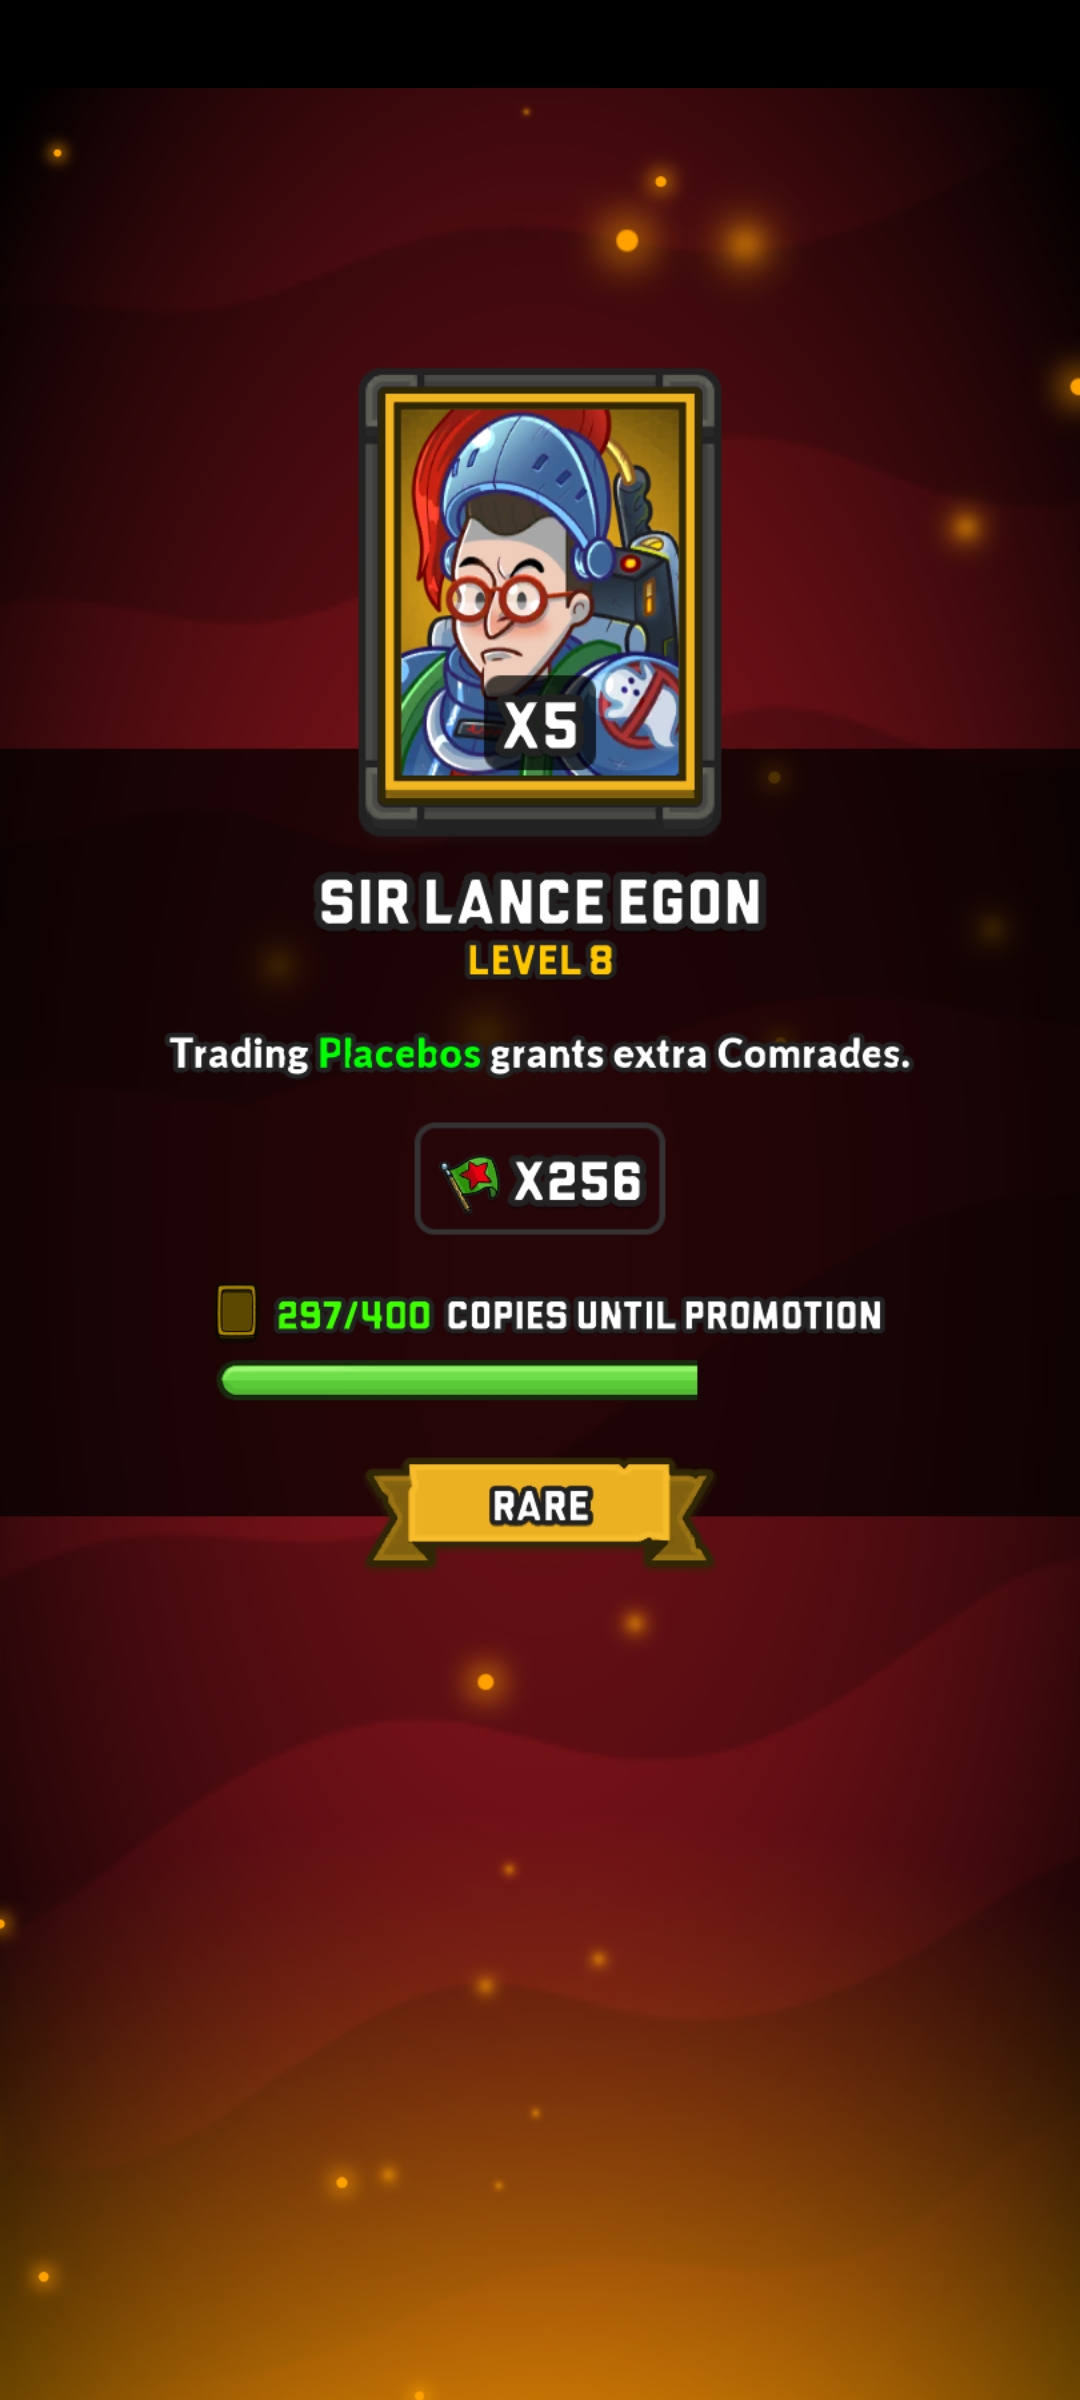 X5
SIR LANCE EGON
LEVEL 8
Trading Placebos grants extra Comrades.
X256
297/400 COPIES UNTIL PROMOTION
RARE